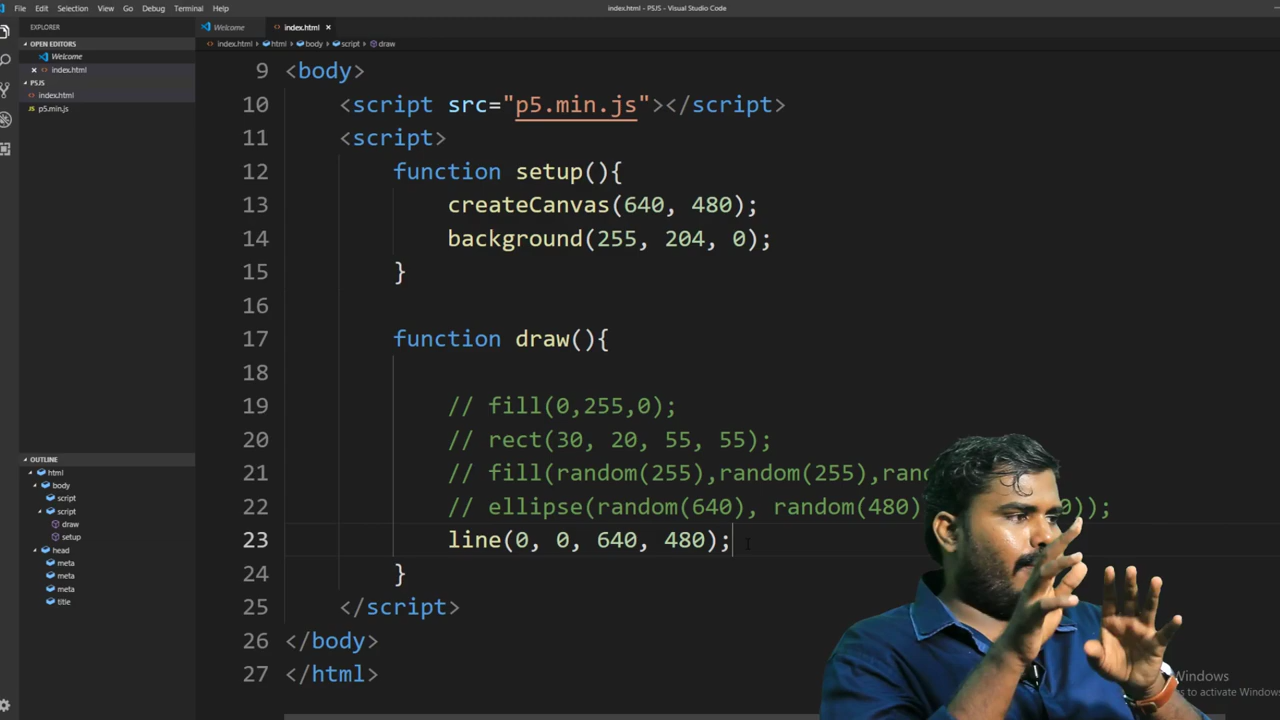 File Edit Selection View Go Debug Terminal Help
index.html - P5JS - Visual Studio Code
EXPLORER
OPEN EDITORS
Welcome
× index.html
P5JS
index.html
p5.min.js
OUTLINE
html
body
script
script
draw
setup
head
meta
meta
meta
title
Welcome
index.html ×
index.html › html › body › script › draw
9 <body>
10 <script src="p5.min.js"></script>
11 <script>
12 function setup(){
13 createCanvas(640, 480);
14 background(255, 204, 0);
15 }
16
17 function draw(){
18
19 // fill(0,255,0);
20 // rect(30, 20, 55, 55);
21 // fill(random(255),random(255),
22 // ellipse(random(640), random(480)
23 line(0, 0, 640, 480);
24 }
25 </script>
26 </body>
27 </html>
Windows
to activate Windows